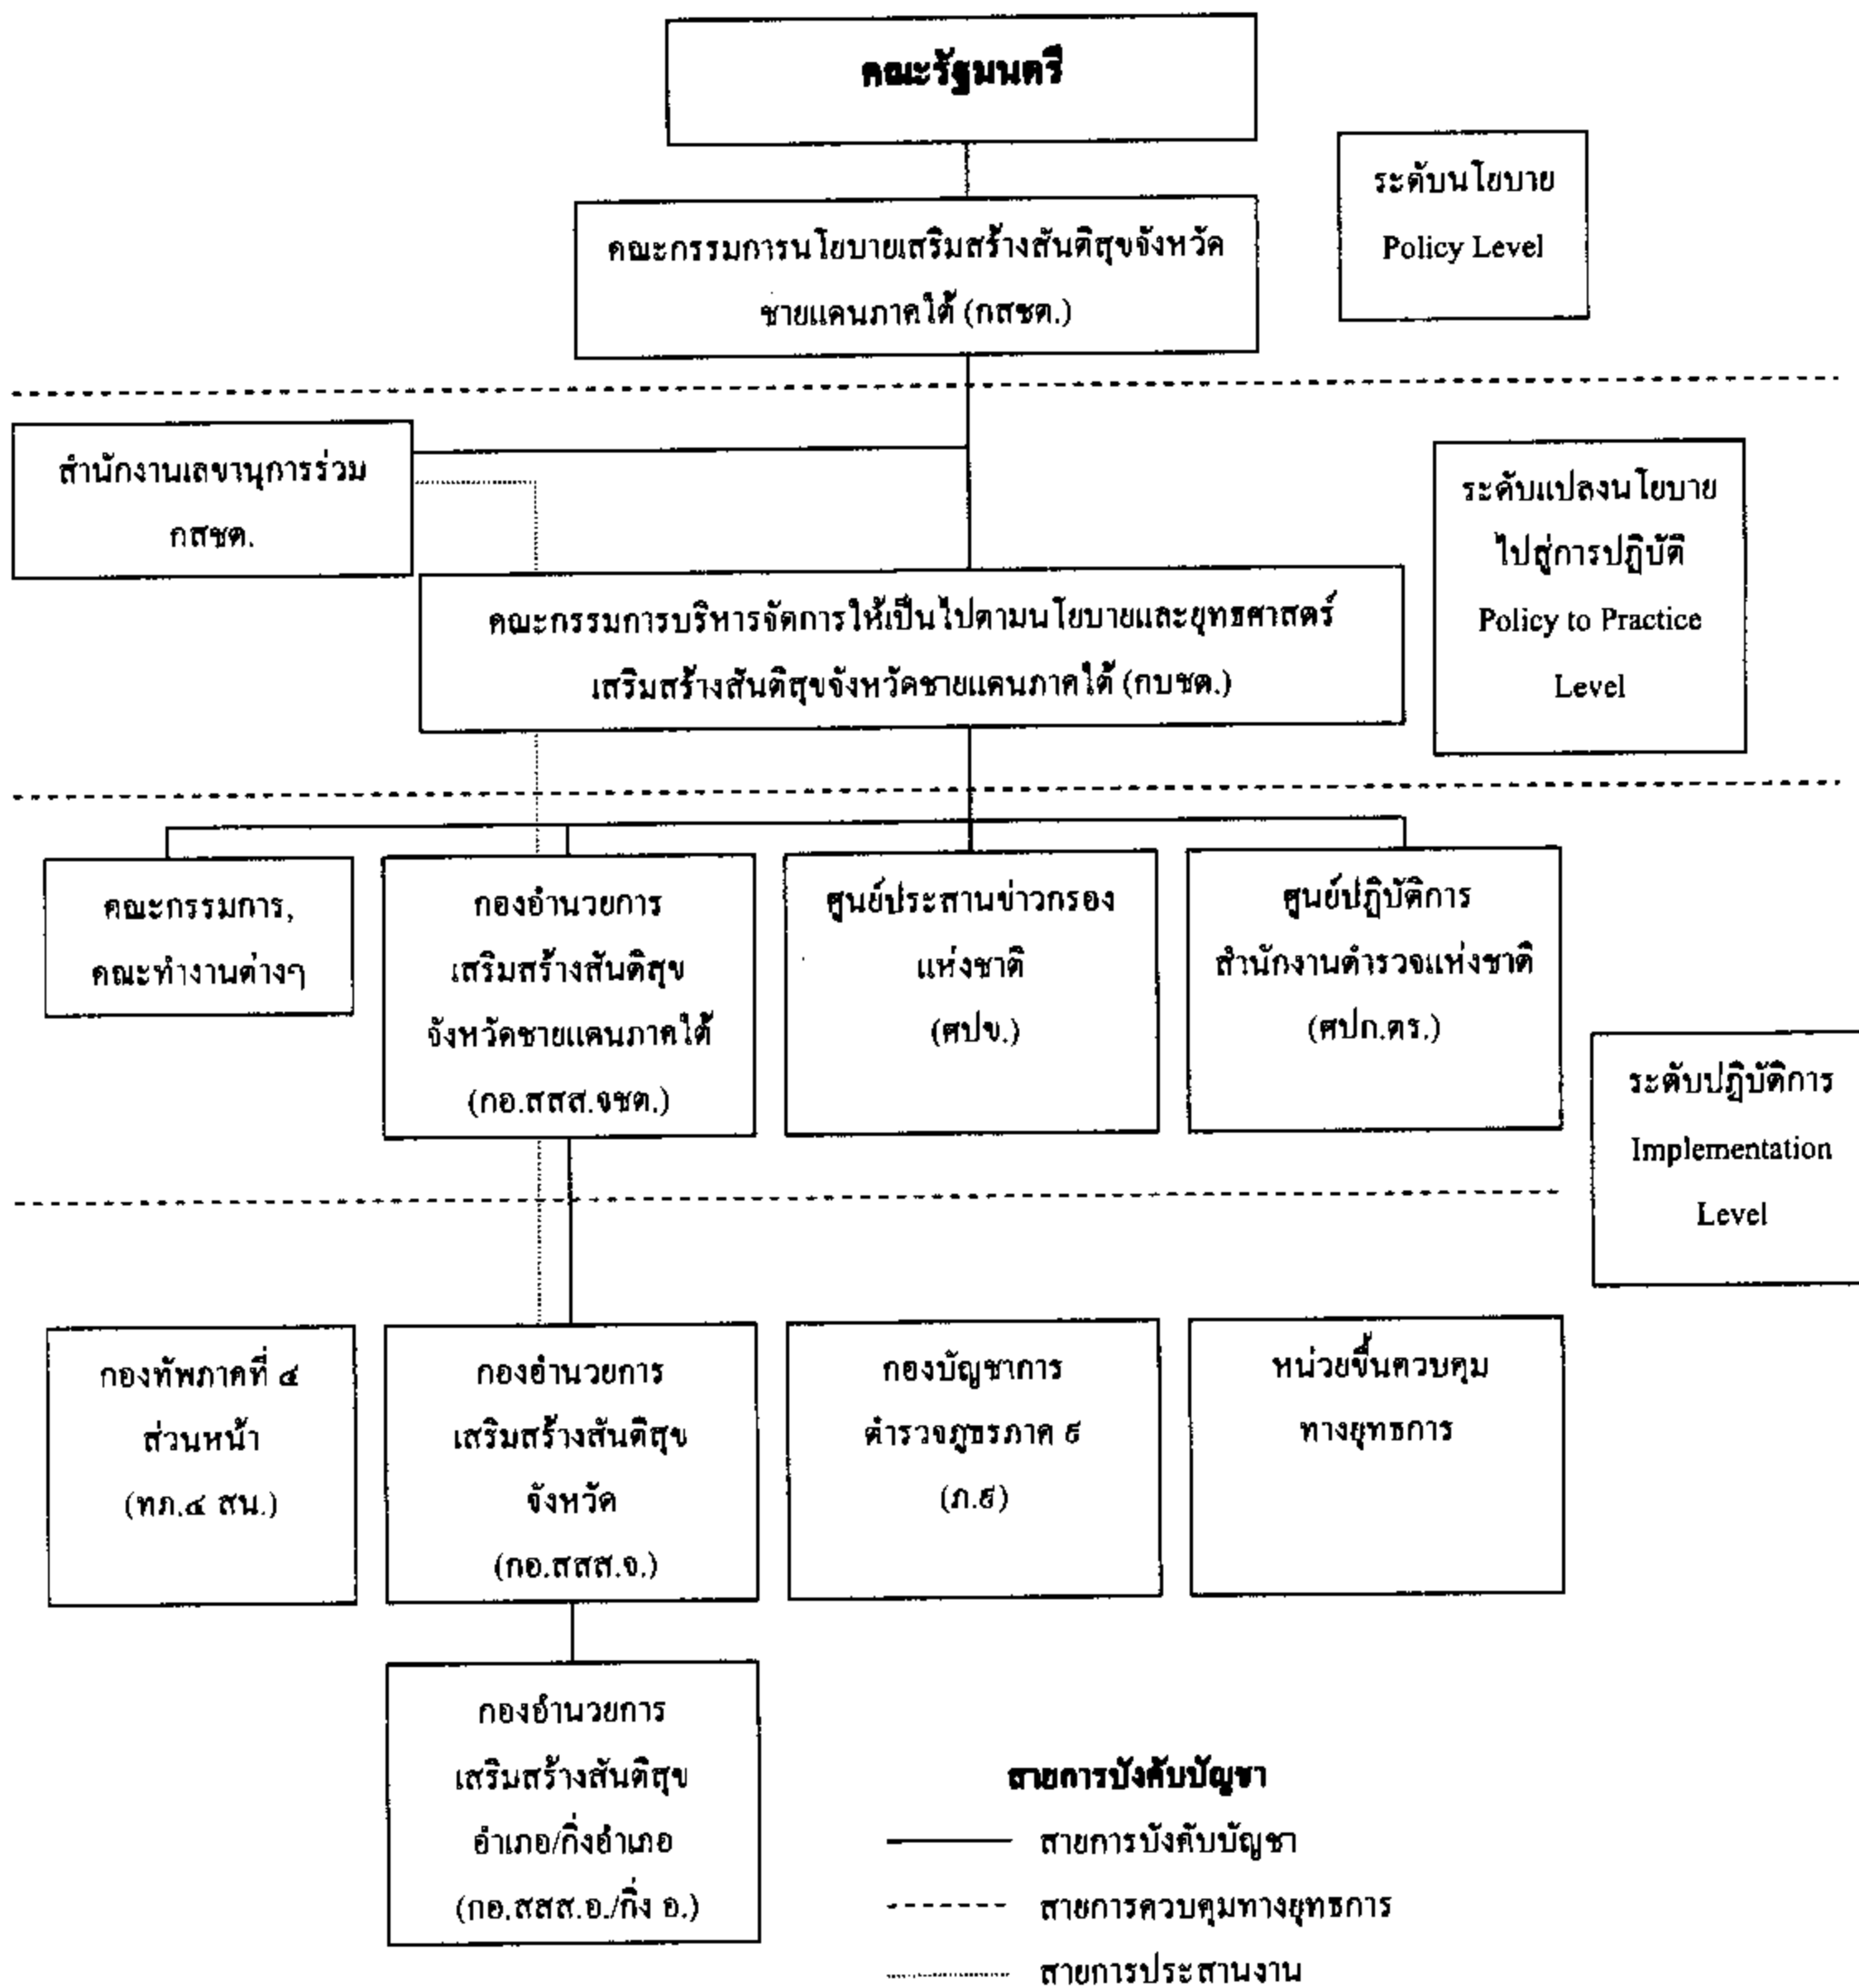 คณะรัฐมนตรี
ระดับนโยบาย
Policy Level
คณะกรรมการนโยบายเสริมสร้างสันติสุขจังหวัด
ชายแดนภาคใต้ (กสชต.)
สำนักงานเลขานุการร่วม
กสชต.
ระดับแปลงนโยบาย
ไปสู่การปฏิบัติ
Policy to Practice
Level
คณะกรรมการบริหารจัดการให้เป็นไปตามนโยบายและยุทธศาสตร์
เสริมสร้างสันติสุขจังหวัดชายแดนภาคใต้ (กบชต.)
คณะกรรมการ,
คณะทำงานต่างๆ
กองอำนวยการ
เสริมสร้างสันติสุข
จังหวัดชายแดนภาคใต้
(กอ.สสส.จชต.)
ศูนย์ประสานข่าวกรอง
แห่งชาติ
(ศปข.)
ศูนย์ปฏิบัติการ
สำนักงานตำรวจแห่งชาติ
(ศปก.ตร.)
ระดับปฏิบัติการ
Implementation
Level
กองทัพภาคที่ ๔
ส่วนหน้า
(ทภ.๔ สน.)
กองอำนวยการ
เสริมสร้างสันติสุข
จังหวัด
(กอ.สสส.จ.)
กองบัญชาการ
ตำรวจภูธรภาค ๙
(ภ.๙)
หน่วยขึ้นควบคุม
ทางยุทธการ
กองอำนวยการ
เสริมสร้างสันติสุข
อำเภอ/กิ่งอำเภอ
(กอ.สสส.อ./กิ่ง อ.)
สายการบังคับบัญชา
สายการบังคับบัญชา
สายการควบคุมทางยุทธการ
สายการประสานงาน